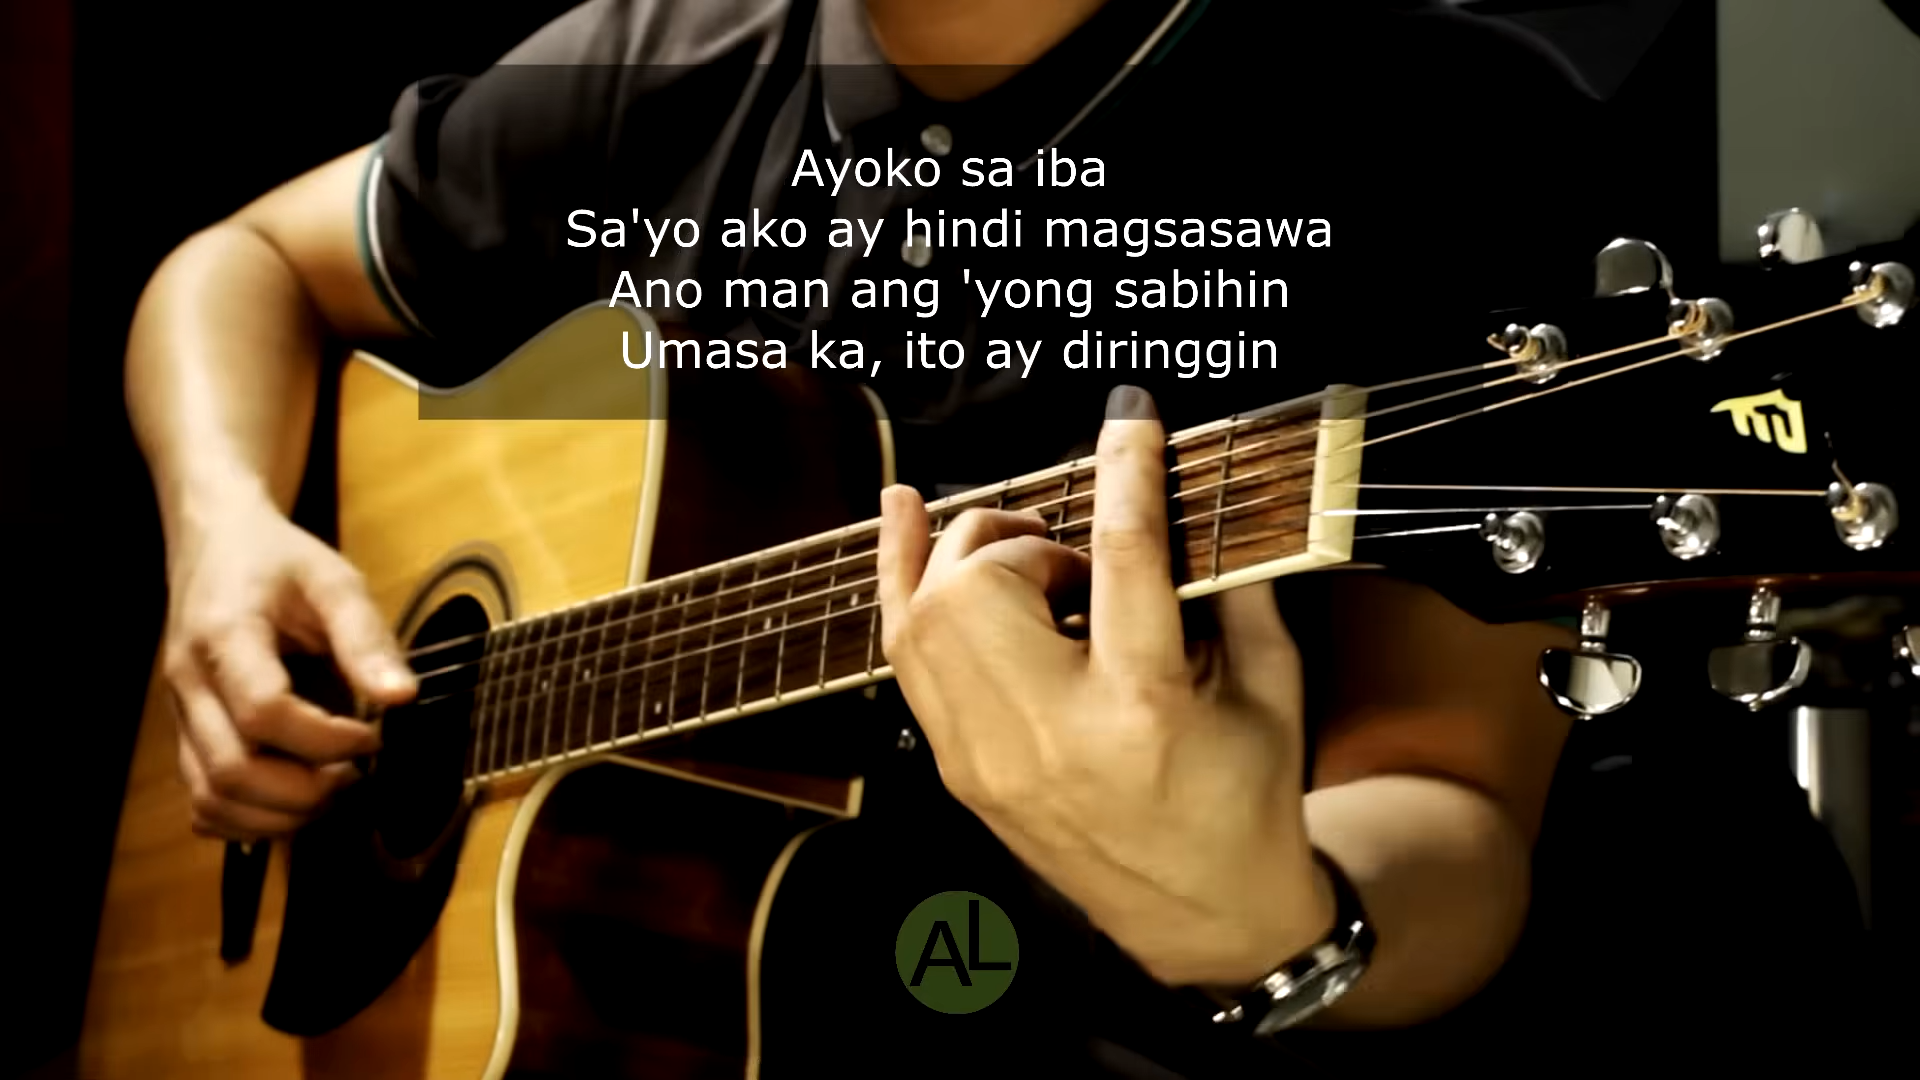 Ayoko sa iba
Sa'yo ako ay hindi magsasawa
Ano man ang 'yong sabihin
Umasa ka, ito ay diringgin
AL